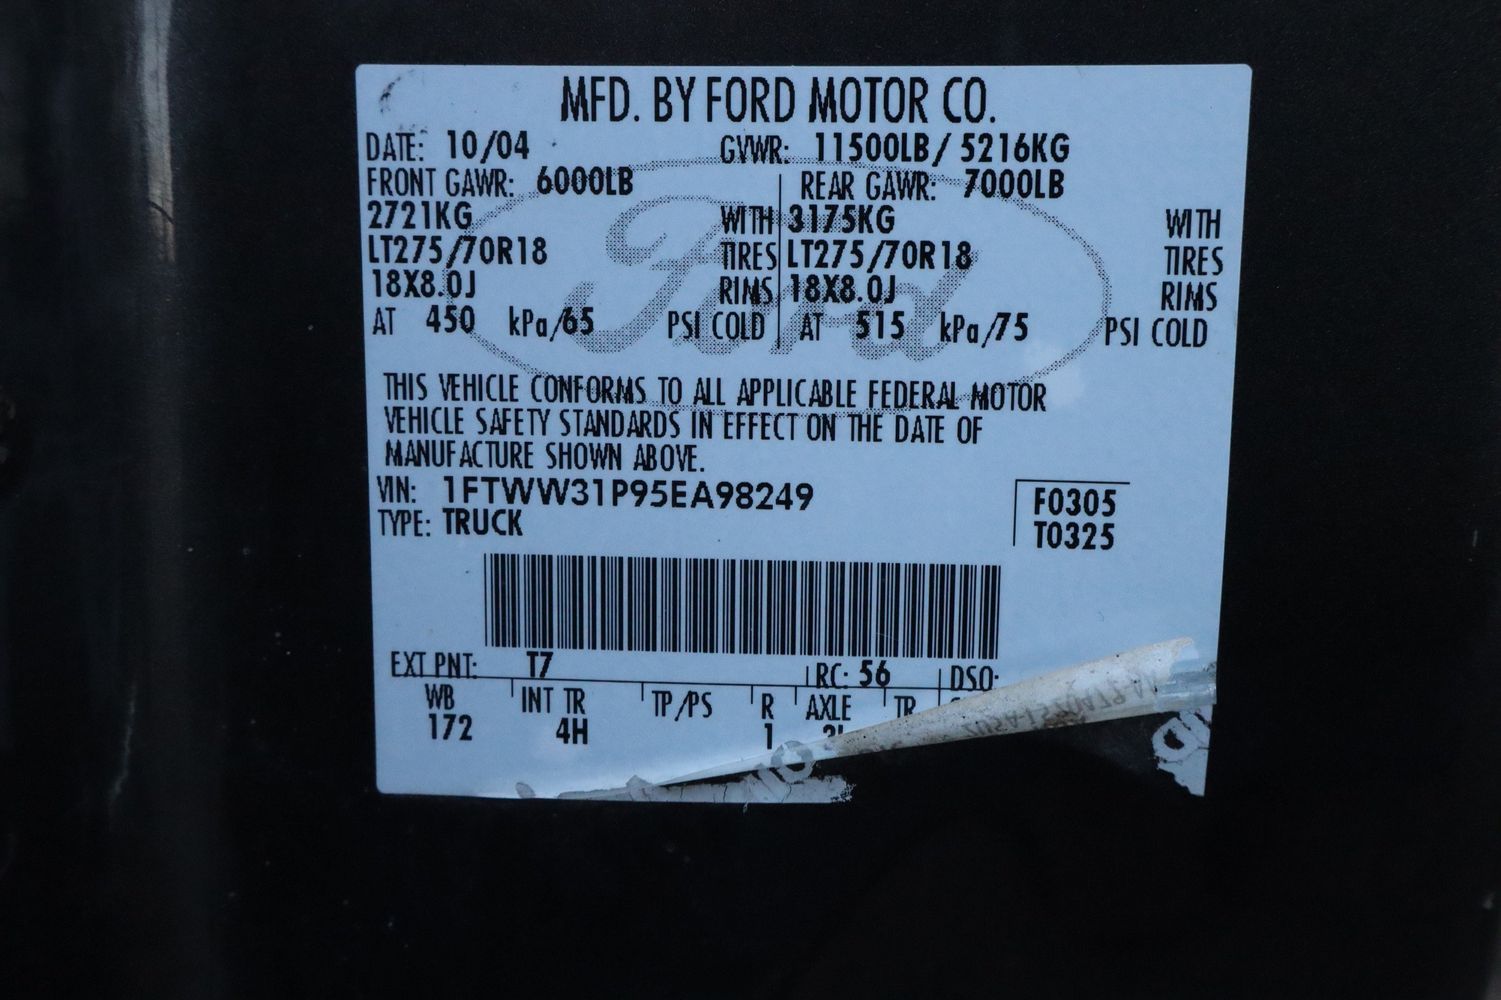 MFD. BY FORD MOTOR CO.
DATE: 10/04 GVWR: 11500LB/ 5216KG
FRONT GAWR: 6000LB REAR GAWR: 7000LB
2721KG WITH 3175KG WITH
LT275/70R18 TIRES LT275/70R18 TIRES
18X8.0J RIMS 18X8.0J RIMS
AT 450 kPa/65 PSI COLD AT 515 kPa/75 PSI COLD
Ford
THIS VEHICLE CONFORMS TO ALL APPLICABLE FEDERAL MOTOR
VEHICLE SAFETY STANDARDS IN EFFECT ON THE DATE OF
MANUFACTURE SHOWN ABOVE.
VIN: 1FTWW31P95EA98249
TYPE: TRUCK
F0305
T0325
EXT PNT: T7 RC: 56 DSO:
WB INT TR TP/PS R AXLE TR
172 4H 1